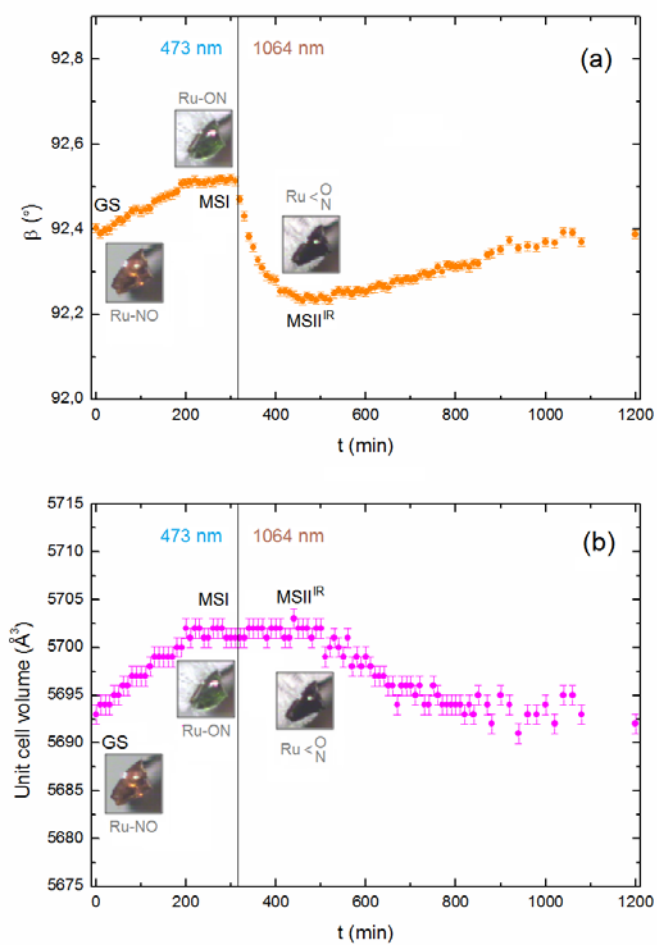 (a)
473 nm
1064 nm
Ru-ON
GS
MSI
Ru-NO
Ru<O
N
MSII^IR
β (°)
92,8
92,6
92,4
92,2
92,0
0 200 400 600 800 1000 1200
t (min)
(b)
473 nm
1064 nm
MSI
MSII^IR
Ru-ON
Ru<O
N
GS
Ru-NO
Unit cell volume (Å³)
5715
5710
5705
5700
5695
5690
5685
5680
5675
0 200 400 600 800 1000 1200
t (min)